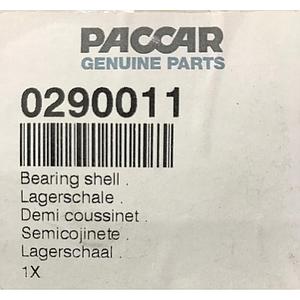 PACCAR
GENUINE PARTS
0290011
Bearing shell .
Lagerschale .
Demi coussinet .
Semicojinete .
Lagerschaal .
1X